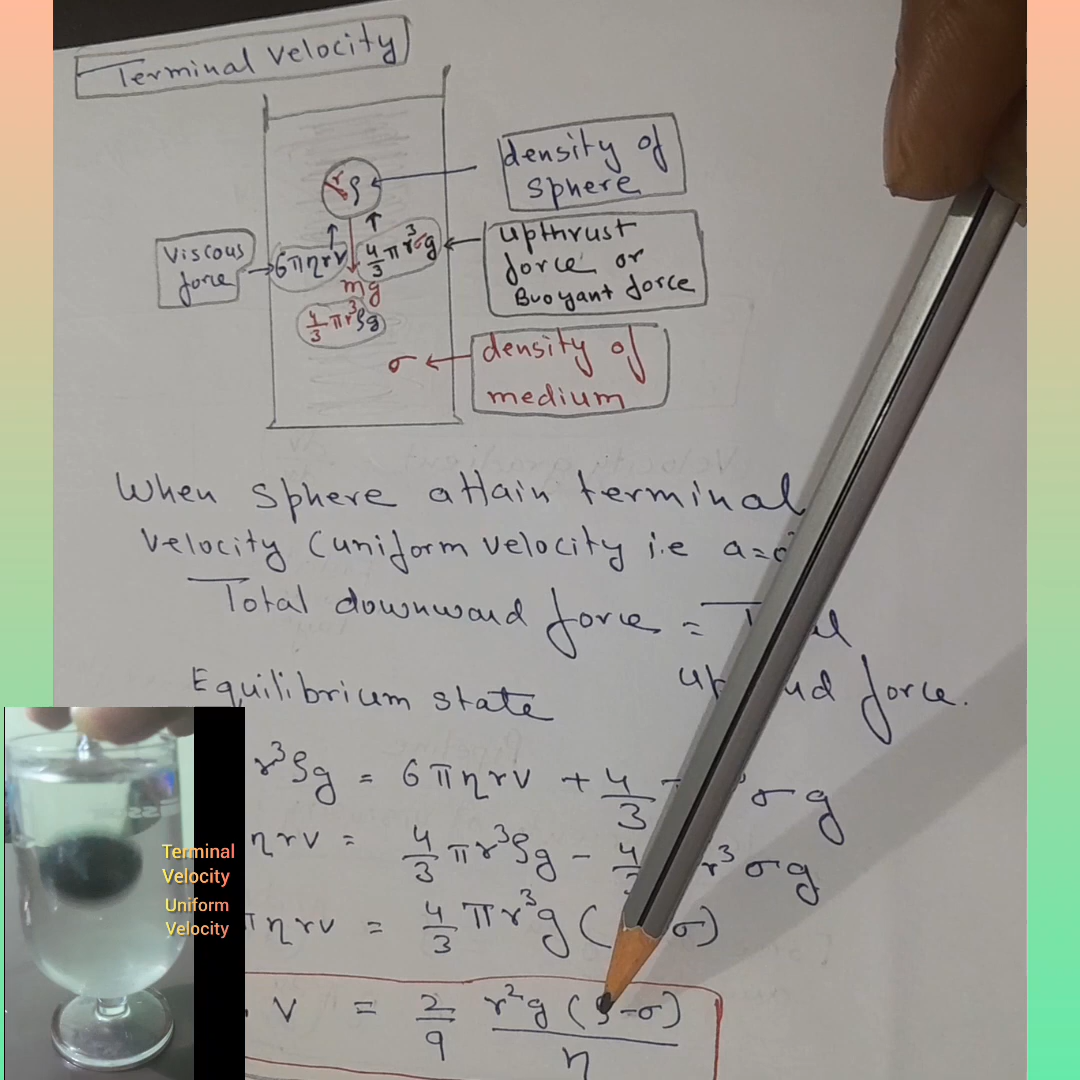 Terminal velocity
density of
sphere
r ρ
viscous
force
6πηrv
4/3 πr³σg
upthrust
force or
Buoyant force
mg
4/3 πr³ρg
σ
density of
medium
When sphere attain terminal
velocity (uniform velocity i.e a=0
Total downward force =
force.
Equilibrium state
r³ρg = 6πηrv + 4/3 σg
ηrv = 4/3 πr³ρg - r³σg
πηrv = 4/3 πr³g ( σ)
v = 2/9 r²g (ρ-σ)/η
Terminal
Velocity
Uniform
Velocity